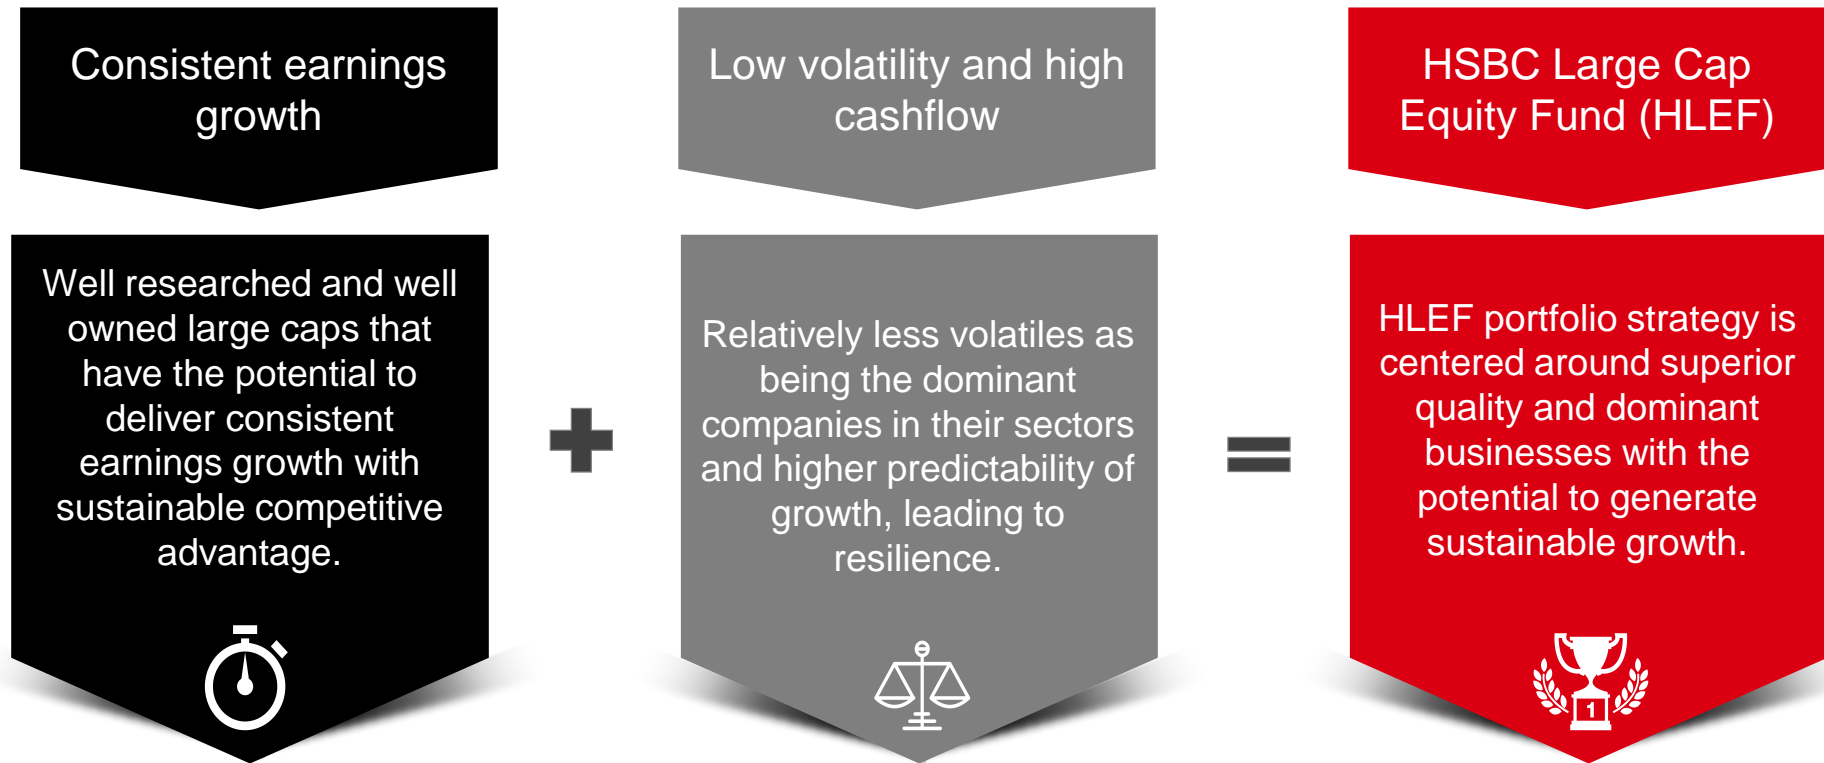 Consistent earnings
growth
Well researched and well
owned large caps that
have the potential to
deliver consistent
earnings growth with
sustainable competitive
advantage.
Low volatility and high
cashflow
Relatively less volatiles as
being the dominant
companies in their sectors
and higher predictability of
growth, leading to
resilience.
HSBC Large Cap
Equity Fund (HLEF)
HLEF portfolio strategy is
centered around superior
quality and dominant
businesses with the
potential to generate
sustainable growth.
1